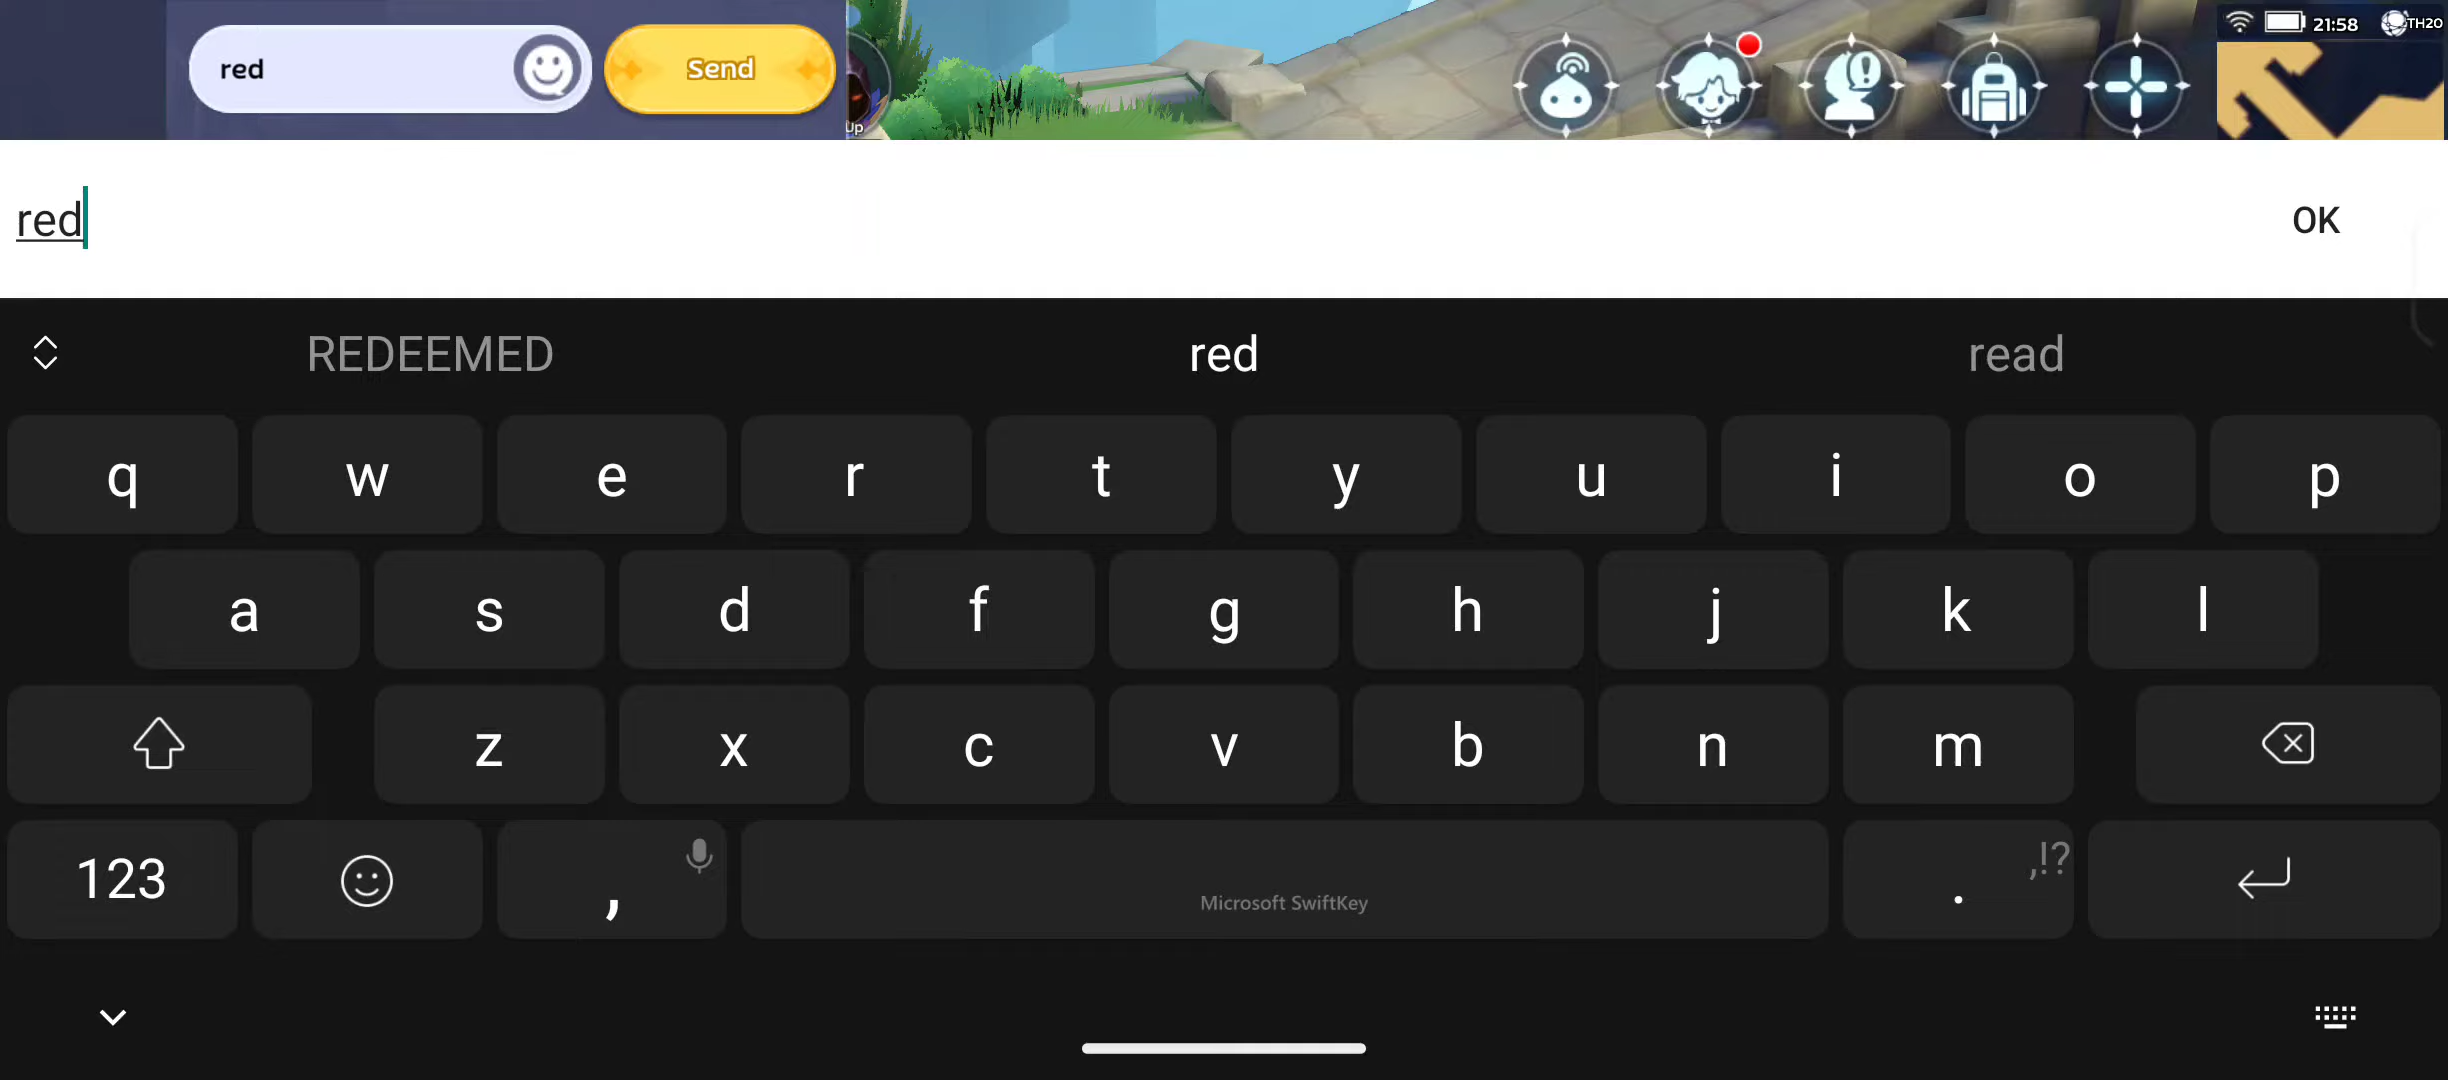 red
Send
21:58
TH20
Up
red
OK
REDEEMED red read
q w e r t y u i o p
a s d f g h j k l
z x c v b n m
123 , . ,!?
Microsoft SwiftKey